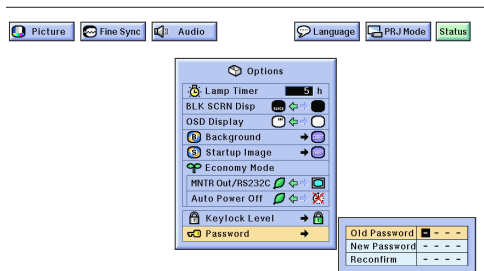 Picture Fine Sync Audio Language PRJ Mode Status
Options
Lamp Timer 5 h
BLK SCRN Disp
OSD Display
Background
Startup Image
Economy Mode
MNTR Out/RS232C
Auto Power Off
Keylock Level
Password
Old Password - - - -
New Password - - - -
Reconfirm - - - -